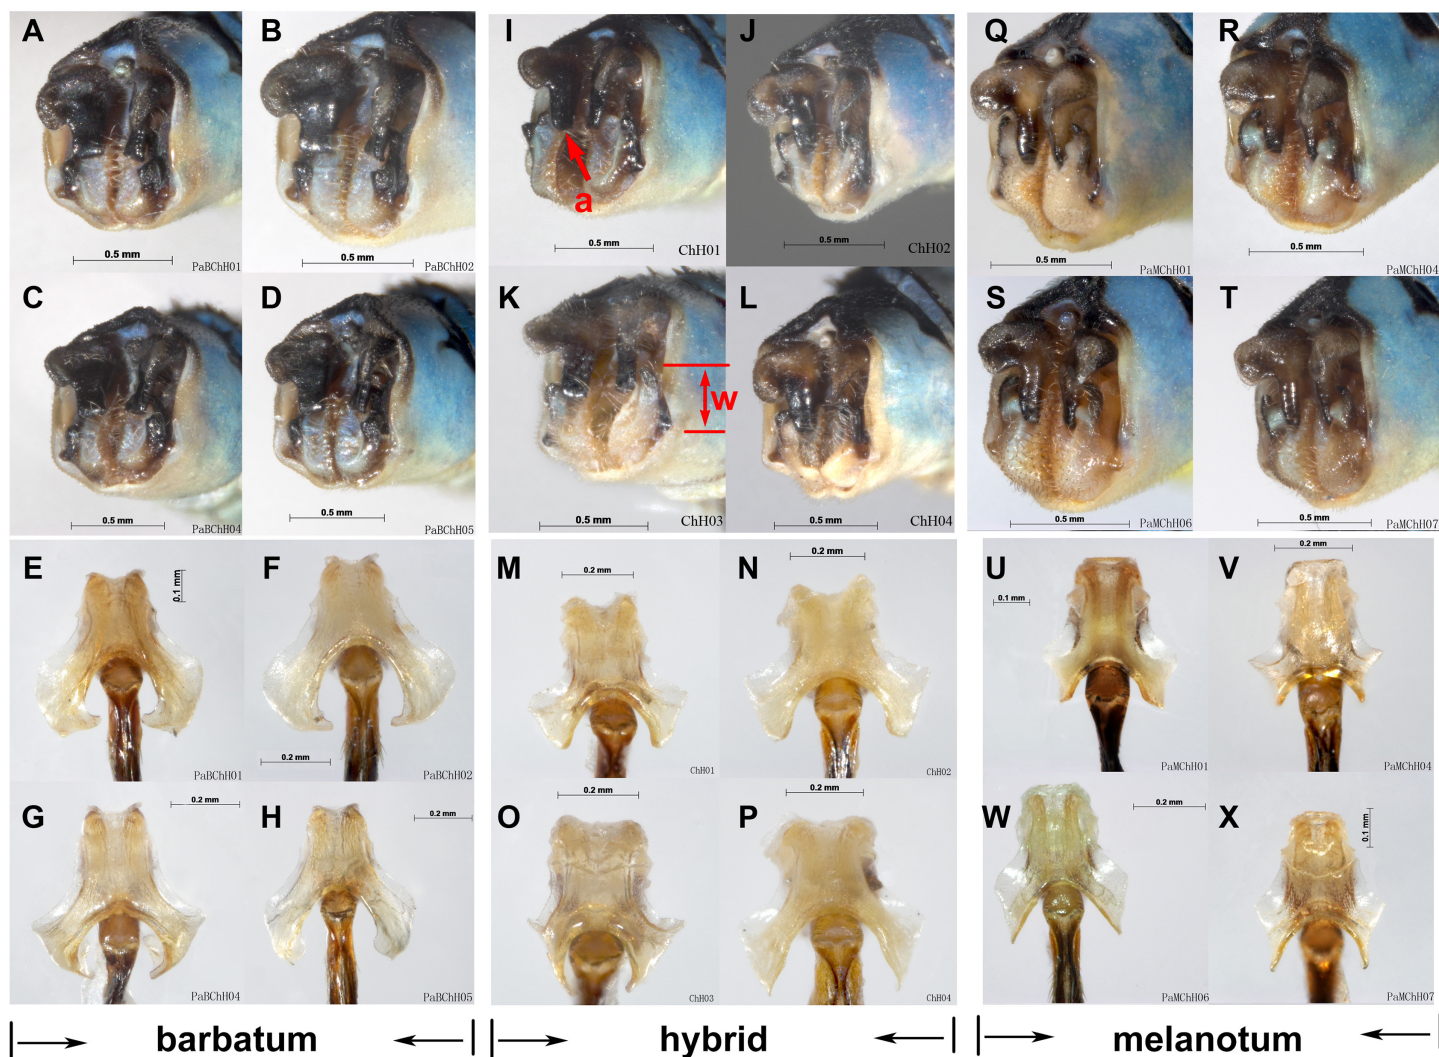 A
0.5 mm
PaBChH01
B
0.5 mm
PaBChH02
I
a
0.5 mm
ChH01
J
0.5 mm
ChH02
Q
0.5 mm
PaMChH01
R
0.5 mm
PaMChH04
C
0.5 mm
PaBChH04
D
0.5 mm
PaBChH05
K
w
0.5 mm
ChH03
L
0.5 mm
ChH04
S
0.5 mm
PaMChH06
T
0.5 mm
PaMChH07
E
0.1 mm
PaBChH01
F
0.2 mm
PaBChH02
M
0.2 mm
ChH01
N
0.2 mm
ChH02
U
0.1 mm
PaMChH01
V
0.2 mm
PaMChH04
G
0.2 mm
PaBChH04
H
0.2 mm
PaBChH05
O
0.2 mm
ChH03
P
0.2 mm
ChH04
W
0.2 mm
PaMChH06
X
0.1 mm
PaMChH07
barbatum
hybrid
melanotum